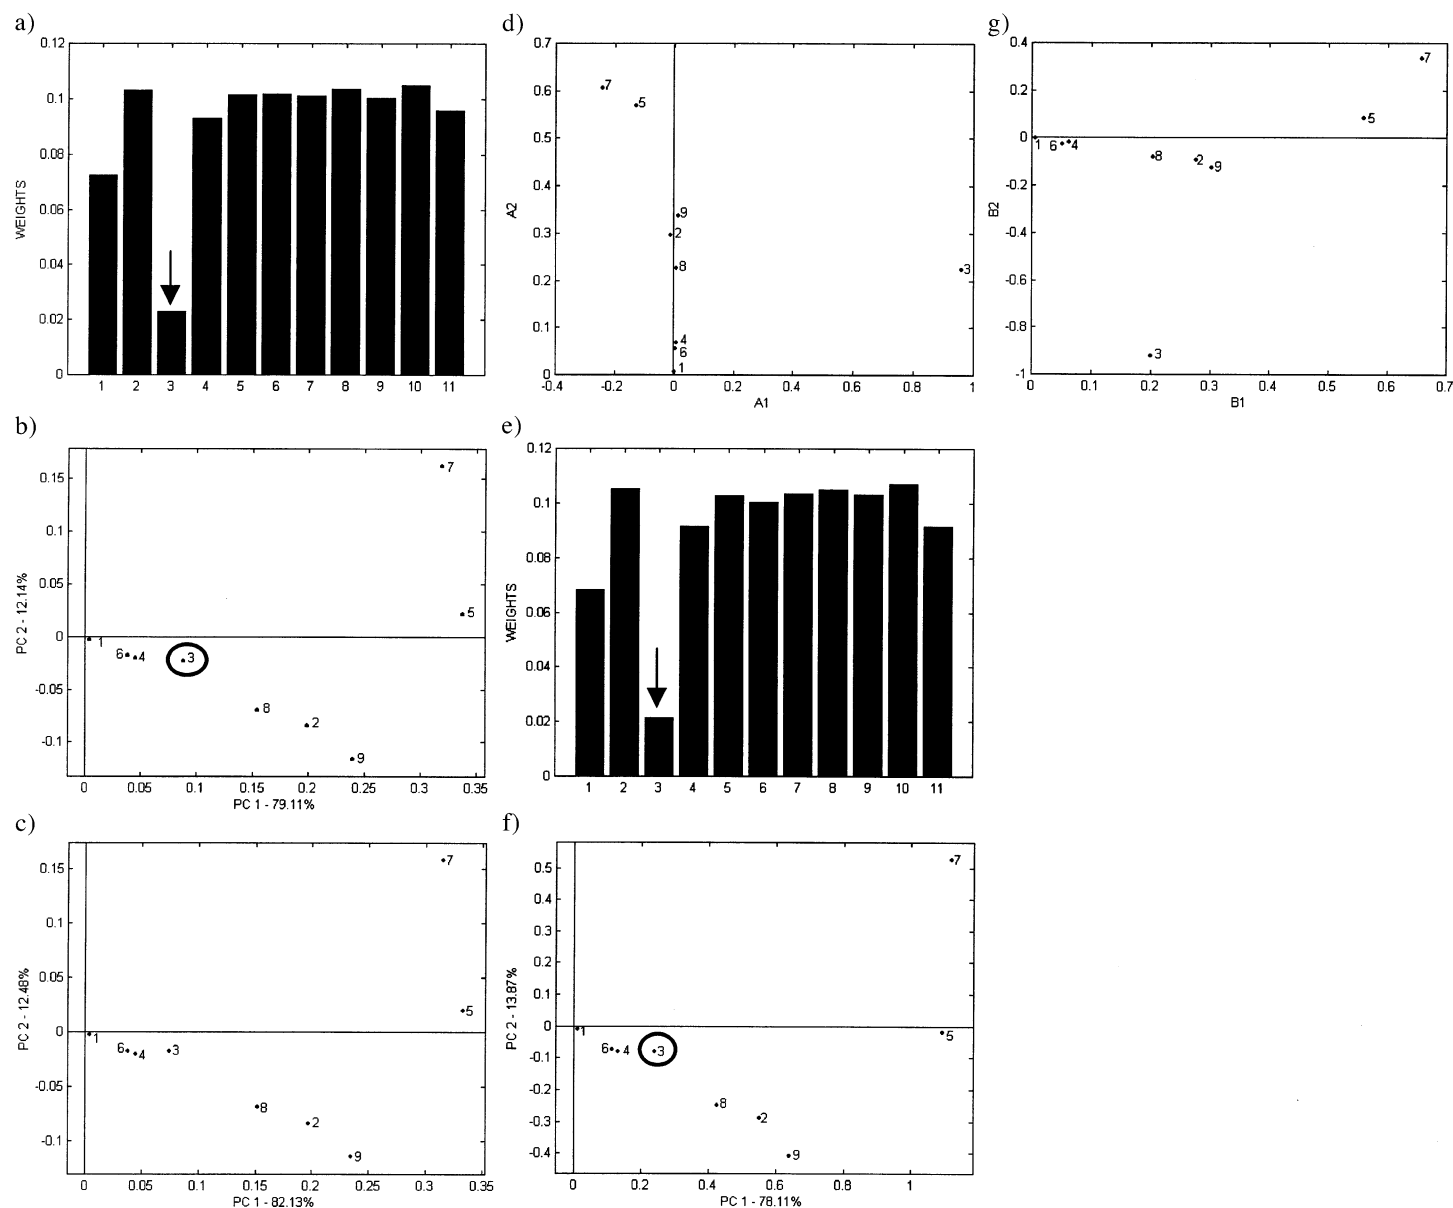 a)
0.12
0.1
0.08
0.06
0.04
0.02
0
WEIGHTS
1 2 3 4 5 6 7 8 9 10 11
d)
0.7
0.6
0.5
0.4
0.3
0.2
0.1
0
A2
7
5
9
2
8
3
4
6
1
-0.4 -0.2 0 0.2 0.4 0.6 0.8 1
A1
g)
0.4
0.2
0
-0.2
-0.4
-0.6
-0.8
-1
B2
7
5
1 6 4 8 2 9
3
0 0.1 0.2 0.3 0.4 0.5 0.6 0.7
B1
b)
0.15
0.1
0.05
0
-0.05
-0.1
PC 2 - 12.14%
7
5
1
6 4 3
8
2
9
0 0.05 0.1 0.15 0.2 0.25 0.3 0.35
PC 1 - 79.11%
e)
0.12
0.1
0.08
0.06
0.04
0.02
0
WEIGHTS
1 2 3 4 5 6 7 8 9 10 11
c)
0.15
0.1
0.05
0
-0.05
-0.1
PC 2 - 12.48%
7
5
1
6 4 3
8
2
9
0 0.05 0.1 0.15 0.2 0.25 0.3 0.35
PC 1 - 82.13%
f)
0.5
0.4
0.3
0.2
0.1
0
-0.1
-0.2
-0.3
-0.4
PC 2 - 13.87%
7
1
5
6 4 3
8
2
9
0 0.2 0.4 0.6 0.8 1
PC 1 - 78.11%